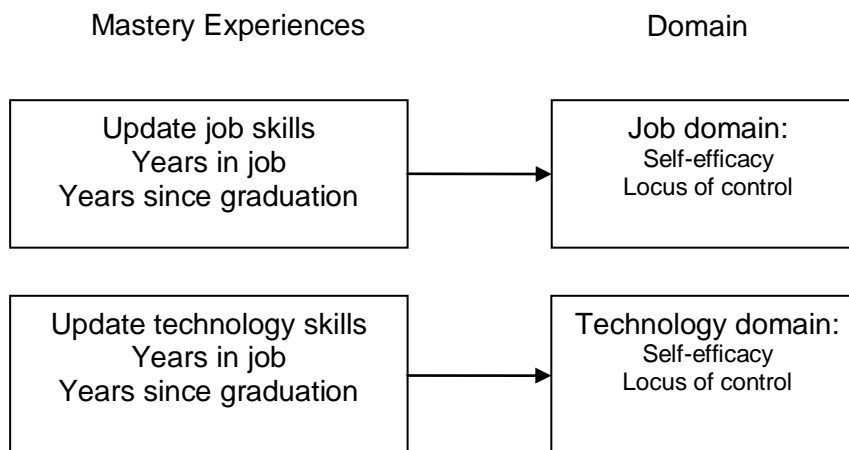 Mastery Experiences
Domain
Update job skills
Years in job
Years since graduation
Job domain:
Self-efficacy
Locus of control
Update technology skills
Years in job
Years since graduation
Technology domain:
Self-efficacy
Locus of control